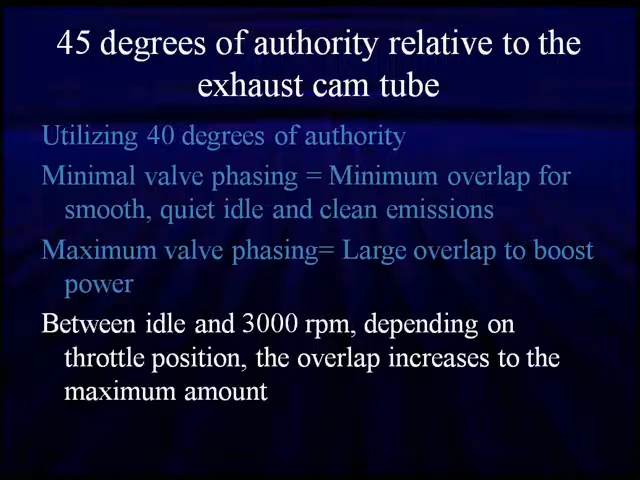 45 degrees of authority relative to the
exhaust cam tube
Utilizing 40 degrees of authority
Minimal valve phasing = Minimum overlap for
smooth, quiet idle and clean emissions
Maximum valve phasing= Large overlap to boost
power
Between idle and 3000 rpm, depending on
throttle position, the overlap increases to the
maximum amount